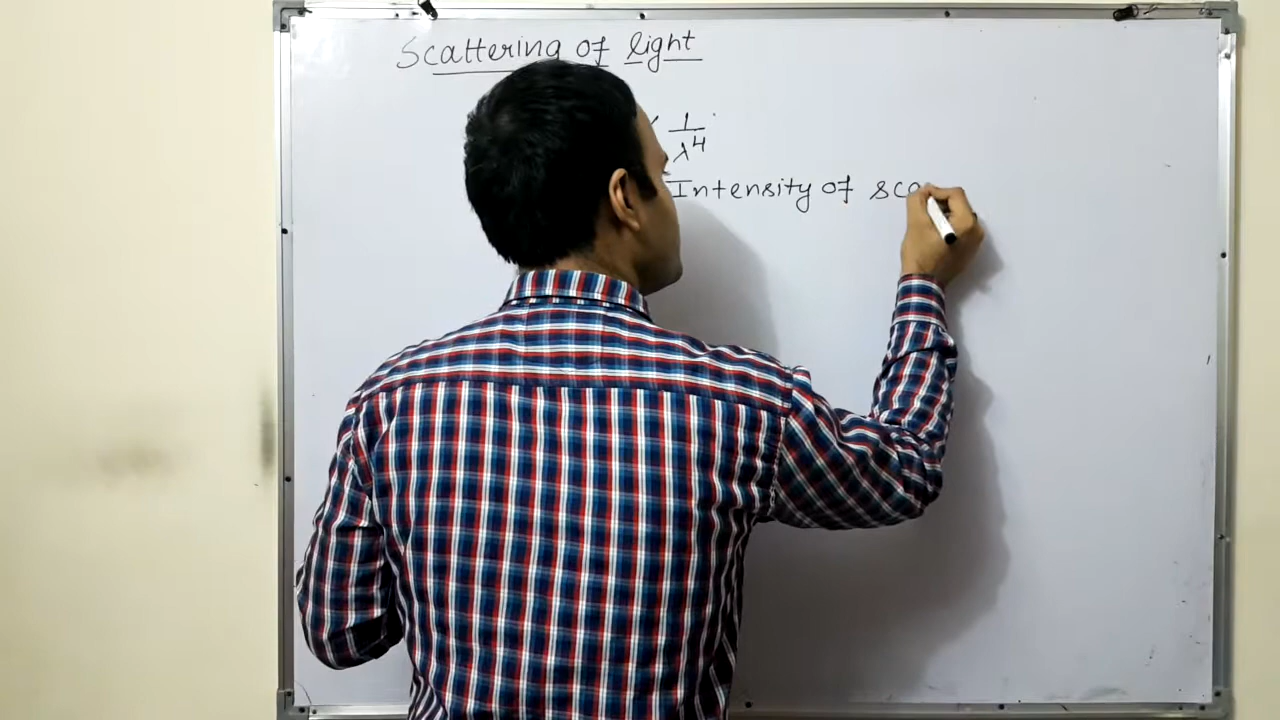 Scattering of light
1/λ⁴
Intensity of sca